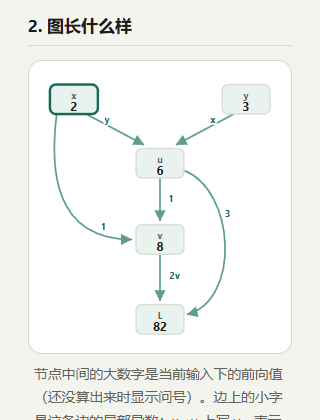 2. 图长什么样
x
2
y
3
y
x
u
6
1
3
v
8
1
2v
L
82
节点中间的大数字是当前输入下的前向值
（还没算出来时显示问号）。边上的小字